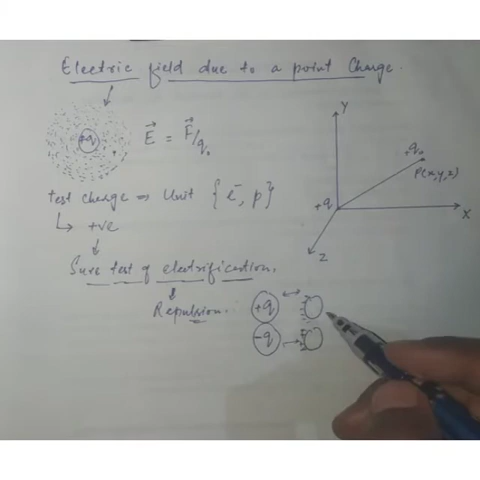 Electric field due to a point Charge.
+q
E⃗ = F⃗/q₀
test charge ⇒ Unit {e⁻, p}
↳ +ve
Sure test of electrification.
Repulsion.
+q
-q
Y
+q₀
P(x,y,z)
+q
X
Z